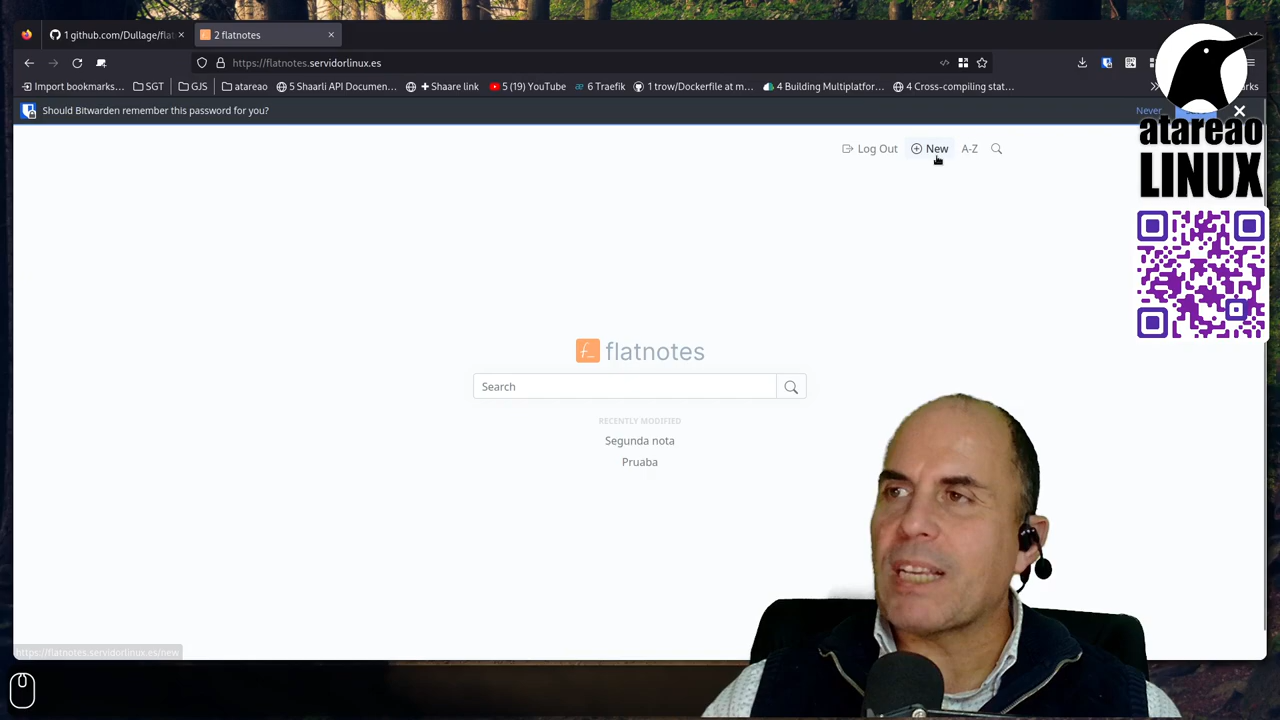 1 github.com/Dullage/fla
2 flatnotes
https://flatnotes.servidorlinux.es
Import bookmarks…
SGT
GJS
atareao
5 Shaarli API Documen…
✚ Shaare link
5 (19) YouTube
6 Traefik
1 trow/Dockerfile at m…
4 Building Multiplatfor…
4 Cross-compiling stat…
Should Bitwarden remember this password for you?
Never
Log Out
New
A-Z
atareao
LINUX
flatnotes
Search
RECENTLY MODIFIED
Segunda nota
Pruaba
https://flatnotes.servidorlinux.es/new